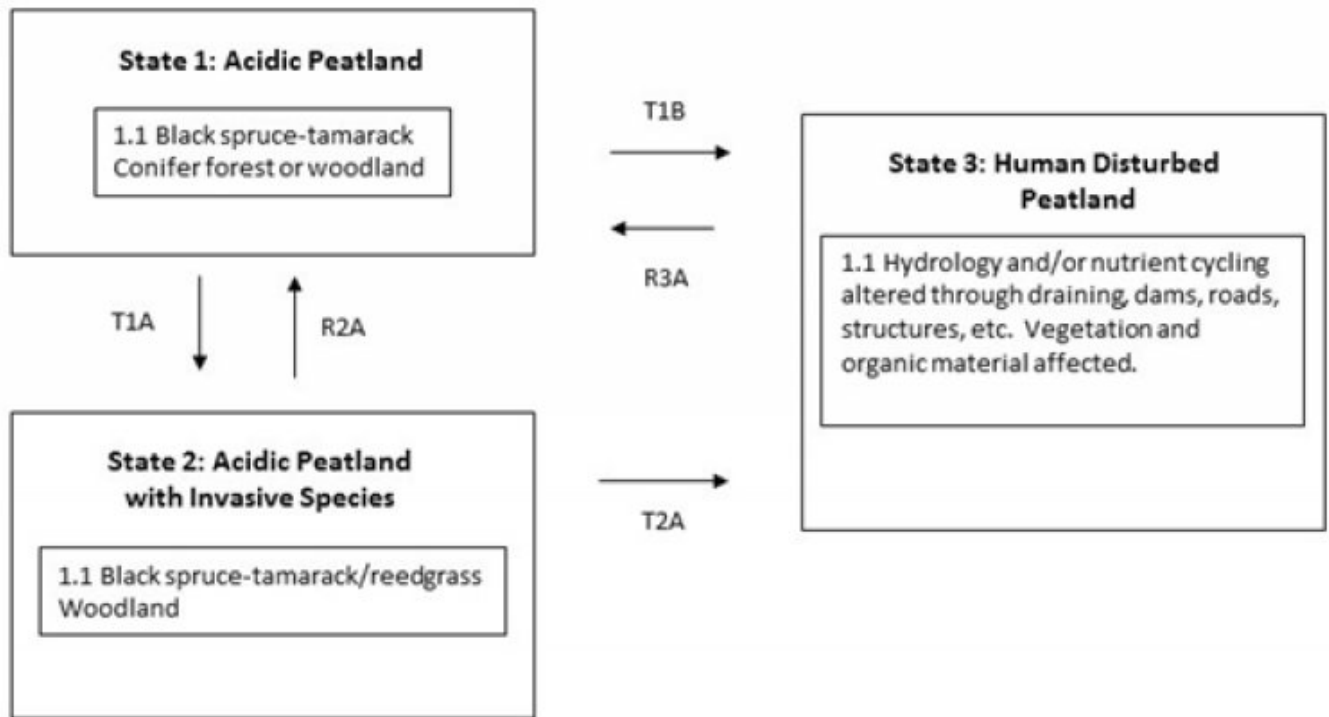 State 1: Acidic Peatland
1.1 Black spruce-tamarack
Conifer forest or woodland
T1B
R3A
T1A
R2A
State 3: Human Disturbed
Peatland
1.1 Hydrology and/or nutrient cycling
altered through draining, dams, roads,
structures, etc.  Vegetation and
organic material affected.
State 2: Acidic Peatland
with Invasive Species
1.1 Black spruce-tamarack/reedgrass
Woodland
T2A